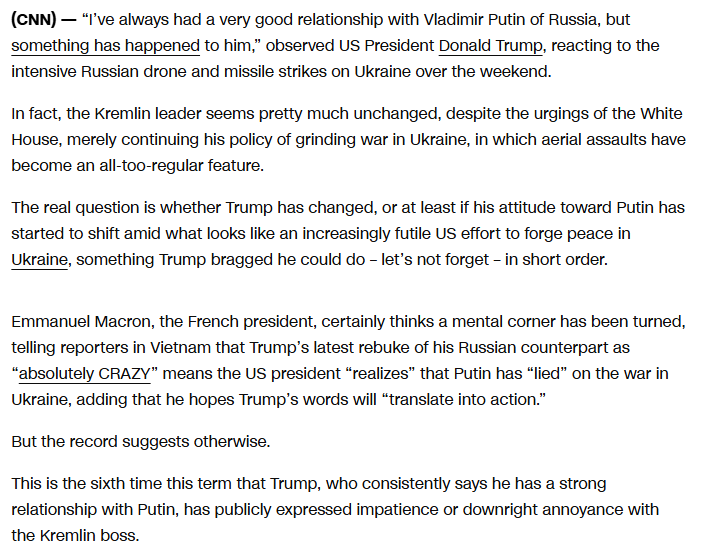 (CNN) — “I’ve always had a very good relationship with Vladimir Putin of Russia, but
something has happened to him,” observed US President Donald Trump, reacting to the
intensive Russian drone and missile strikes on Ukraine over the weekend.
In fact, the Kremlin leader seems pretty much unchanged, despite the urgings of the White
House, merely continuing his policy of grinding war in Ukraine, in which aerial assaults have
become an all-too-regular feature.
The real question is whether Trump has changed, or at least if his attitude toward Putin has
started to shift amid what looks like an increasingly futile US effort to forge peace in
Ukraine, something Trump bragged he could do – let’s not forget – in short order.
Emmanuel Macron, the French president, certainly thinks a mental corner has been turned,
telling reporters in Vietnam that Trump’s latest rebuke of his Russian counterpart as
“absolutely CRAZY” means the US president “realizes” that Putin has “lied” on the war in
Ukraine, adding that he hopes Trump’s words will “translate into action.”
But the record suggests otherwise.
This is the sixth time this term that Trump, who consistently says he has a strong
relationship with Putin, has publicly expressed impatience or downright annoyance with
the Kremlin boss.